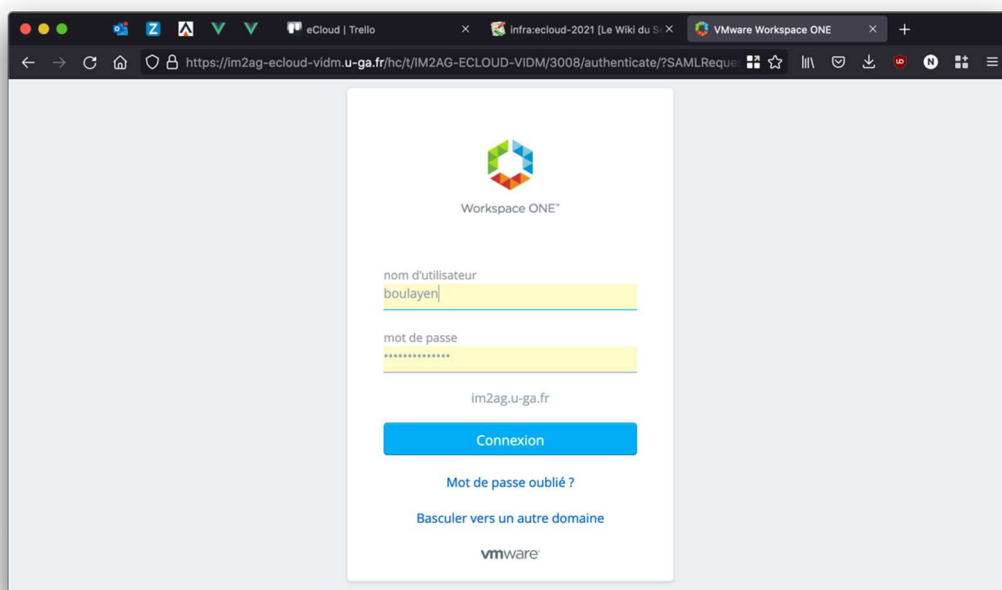 eCloud | Trello
infra:ecloud-2021 [Le Wiki du S
VMware Workspace ONE
https://im2ag-ecloud-vidm.u-ga.fr/hc/t/IM2AG-ECLOUD-VIDM/3008/authenticate/?SAMLReque
Workspace ONE™
nom d'utilisateur
boulayen
mot de passe
••••••••••••••
im2ag.u-ga.fr
Connexion
Mot de passe oublié ?
Basculer vers un autre domaine
vmware